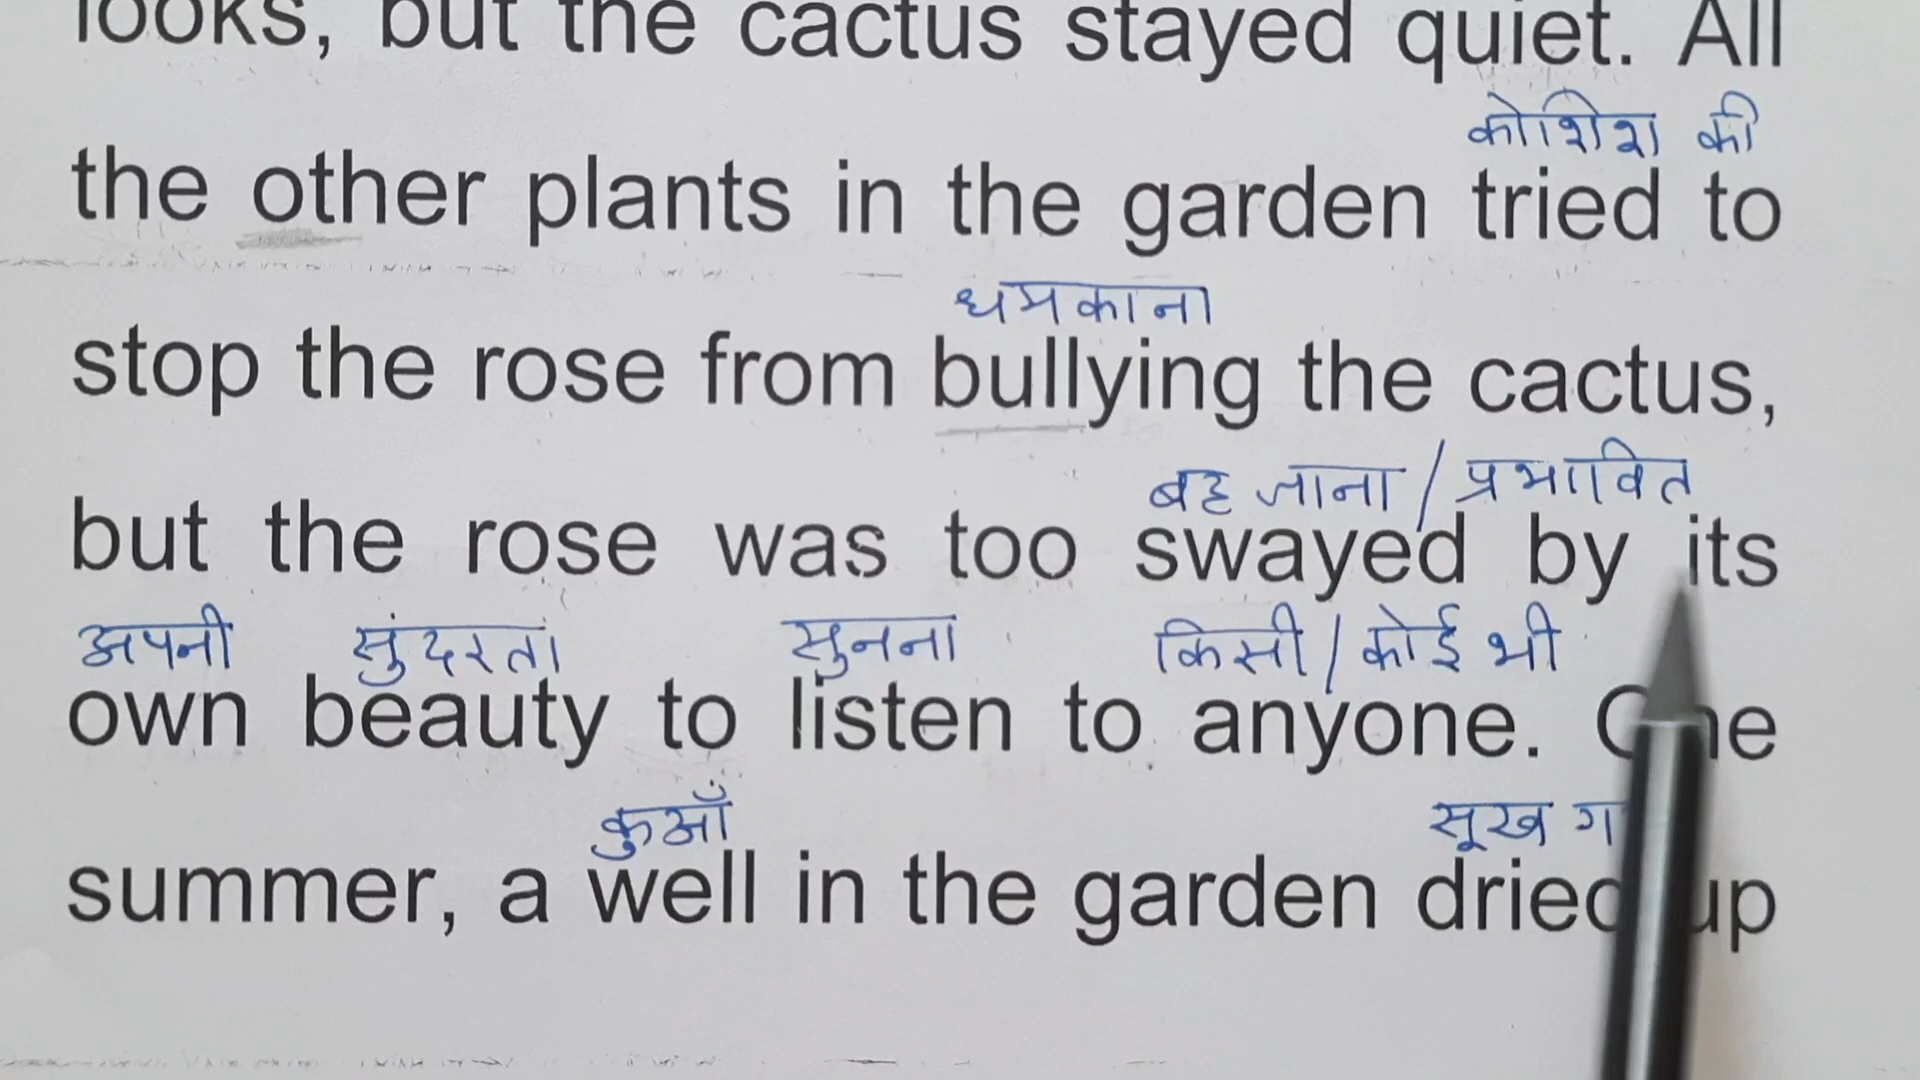 looks, but the cactus stayed quiet. All
कोशिश की
the other plants in the garden tried to
धमकाना
stop the rose from bullying the cactus,
बह जाना / प्रभावित
but the rose was too swayed by its
अपनी सुंदरता सुनना किसी / कोई भी
own beauty to listen to anyone.
कुआँ सूख
summer, a well in the garden dried up